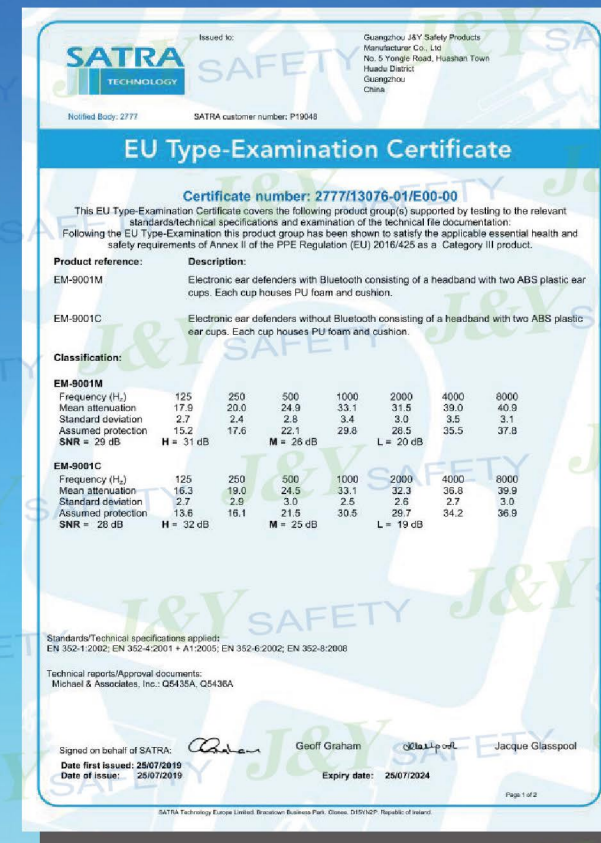 SATRA
TECHNOLOGY
Issued to:
Guangzhou J&Y Safety Products
Manufacturer Co., Ltd
No. 5 Yongle Road, Huashan Town
Huadu District
Guangzhou
China
Notified Body: 2777
SATRA customer number: P19048
EU Type-Examination Certificate
Certificate number: 2777/13076-01/E00-00
This EU Type-Examination Certificate covers the following product group(s) supported by testing to the relevant
standards/technical specifications and examination of the technical file documentation:
Following the EU Type-Examination this product group has been shown to satisfy the applicable essential health and
safety requirements of Annex II of the PPE Regulation (EU) 2016/425 as a Category III product.
Product reference: Description:
EM-9001M Electronic ear defenders with Bluetooth consisting of a headband with two ABS plastic ear
cups. Each cup houses PU foam and cushion.
EM-9001C Electronic ear defenders without Bluetooth consisting of a headband with two ABS plastic
ear cups. Each cup houses PU foam and cushion.
Classification:
EM-9001M
Frequency (Hz) 125 250 500 1000 2000 4000 8000
Mean attenuation 17.9 20.0 24.9 33.1 31.5 39.0 40.9
Standard deviation 2.7 2.4 2.8 3.4 3.0 3.5 3.1
Assumed protection 15.2 17.6 22.1 29.8 28.5 35.5 37.8
SNR = 29 dB H = 31 dB M = 26 dB L = 20 dB
EM-9001C
Frequency (Hz) 125 250 500 1000 2000 4000 8000
Mean attenuation 16.3 19.0 24.5 33.1 32.3 36.8 39.9
Standard deviation 2.7 2.9 3.0 2.5 2.6 2.7 3.0
Assumed protection 13.6 16.1 21.5 30.5 29.7 34.2 36.9
SNR = 28 dB H = 32 dB M = 25 dB L = 19 dB
J&Y SAFETY
Standards/Technical specifications applied:
EN 352-1:2002; EN 352-4:2001 + A1:2005; EN 352-6:2002; EN 352-8:2008
Technical reports/Approval documents:
Michael & Associates, Inc.: Q5435A, Q5436A
Signed on behalf of SATRA: Geoff Graham Jacque Glasspool
Date first issued: 25/07/2019
Date of issue: 25/07/2019 Expiry date: 25/07/2024
Page 1 of 2
SATRA Technology Europe Limited. Bracetown Business Park. Clonee. D15YN2P. Republic of Ireland.